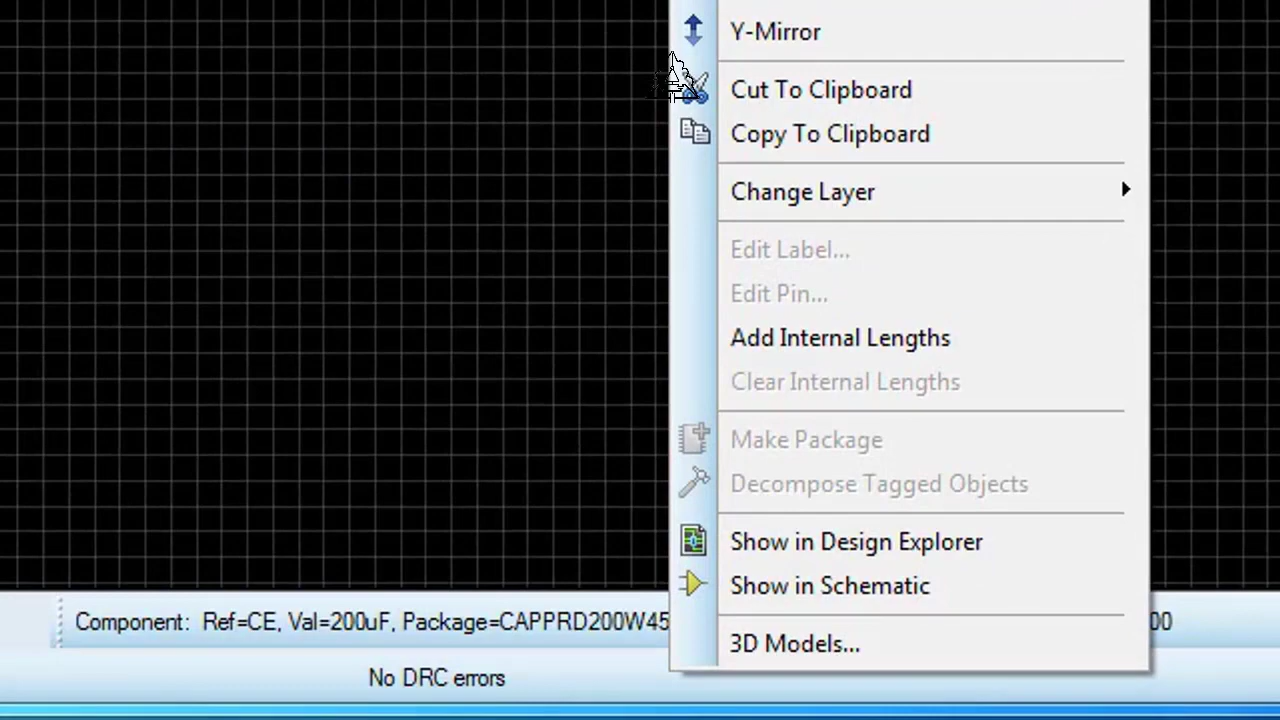 Y-Mirror
Cut To Clipboard
Copy To Clipboard
Change Layer
Edit Label...
Edit Pin...
Add Internal Lengths
Clear Internal Lengths
Make Package
Decompose Tagged Objects
Show in Design Explorer
Show in Schematic
3D Models...
Component: Ref=CE, Val=200uF, Package=CAPPRD200W45 00
No DRC errors